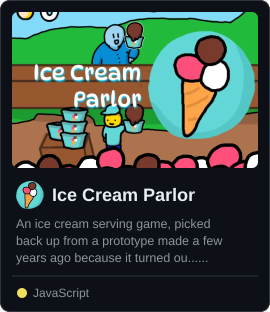 Ice Cream
Parlor
Ice Cream Parlor
An ice cream serving game, picked
back up from a prototype made a few
years ago because it turned ou......
JavaScript